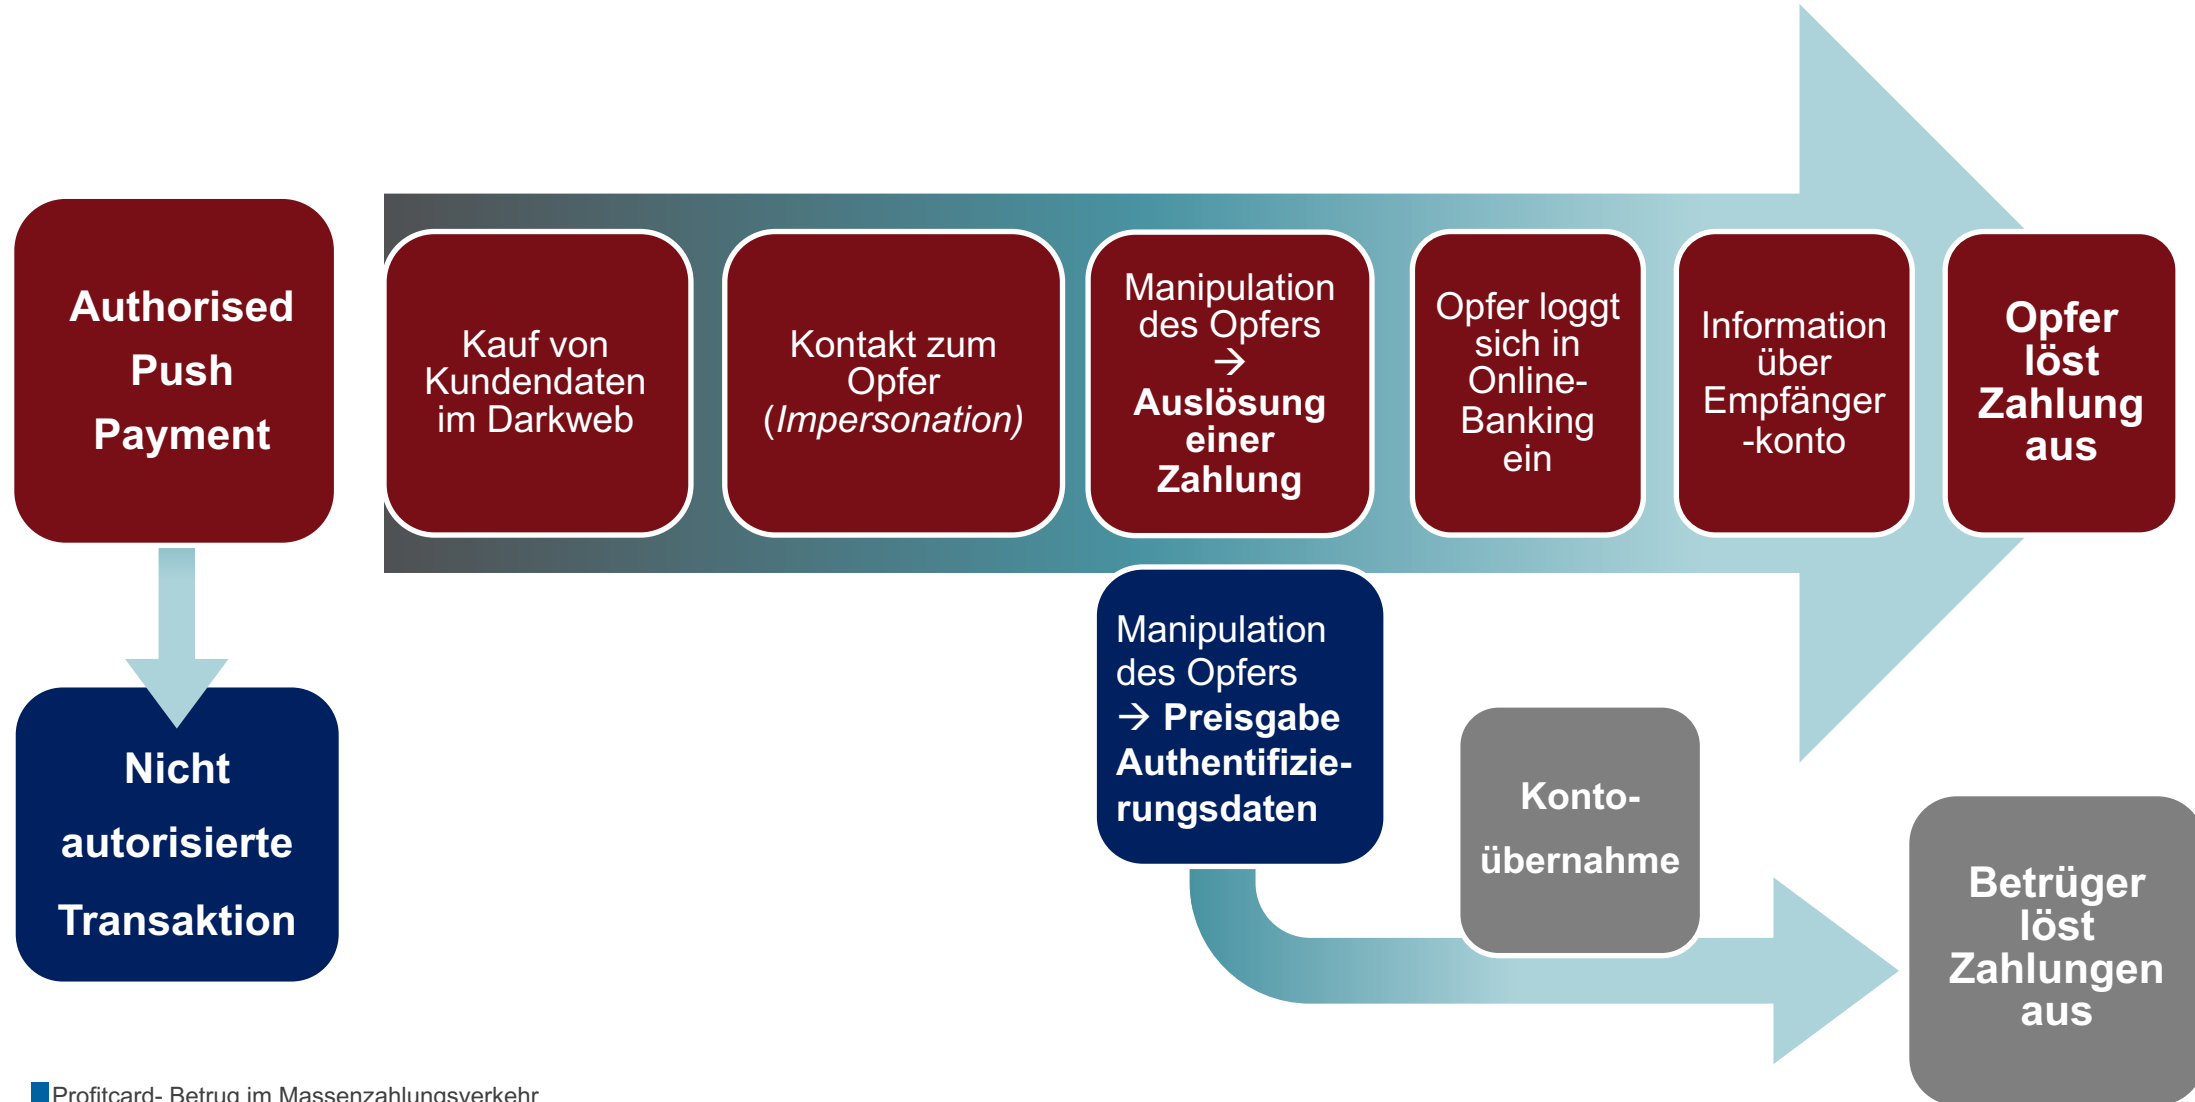 Authorised
Push
Payment
Kauf von
Kundendaten
im Darkweb
Kontakt zum
Opfer
(Impersonation)
Manipulation
des Opfers
→
Auslösung
einer
Zahlung
Opfer loggt
sich in
Online-
Banking
ein
Information
über
Empfänger
-konto
Opfer
löst
Zahlung
aus
Nicht
autorisierte
Transaktion
Manipulation
des Opfers
→ Preisgabe
Authentifizie-
rungsdaten
Konto-
übernahme
Betrüger
löst
Zahlungen
aus
Profitcard- Betrug im Massenzahlungsverkehr